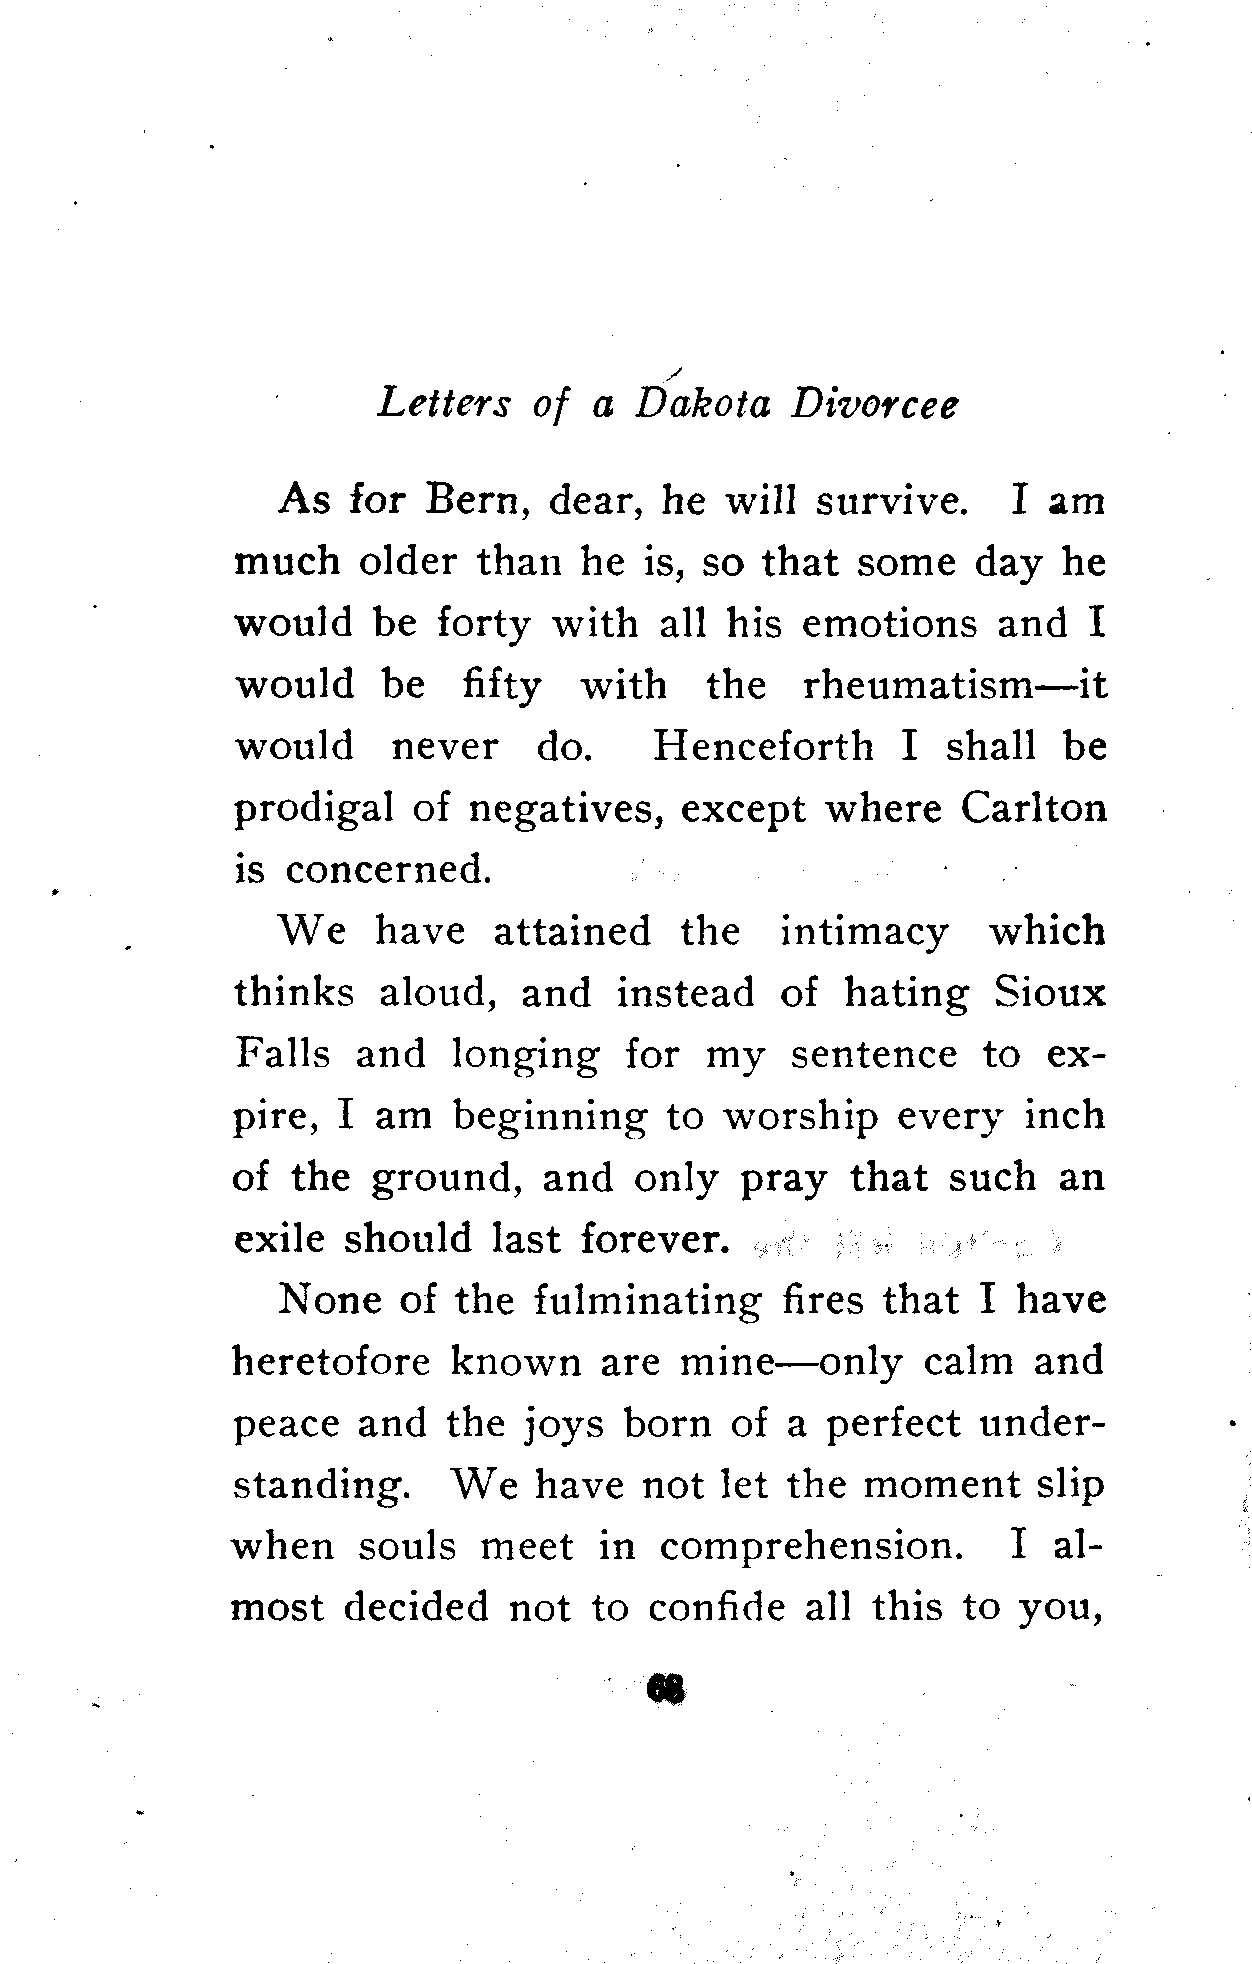 Letters of a Dakota Divorcee
As for Bern, dear, he will survive. I am
much older than he is, so that some day he
would be forty with all his emotions and I
would be fifty with the rheumatism—it
would never do. Henceforth I shall be
prodigal of negatives, except where Carlton
is concerned.
We have attained the intimacy which
thinks aloud, and instead of hating Sioux
Falls and longing for my sentence to ex-
pire, I am beginning to worship every inch
of the ground, and only pray that such an
exile should last forever.
None of the fulminating fires that I have
heretofore known are mine—only calm and
peace and the joys born of a perfect under-
standing. We have not let the moment slip
when souls meet in comprehension. I al-
most decided not to confide all this to you,
68